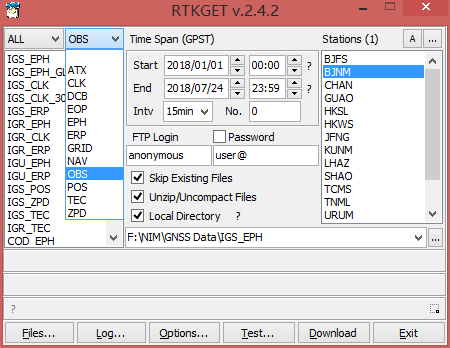 RTKGET v.2.4.2
ALL
OBS
Time Span (GPST)
Stations (1)
A
...
IGS_EPH
IGS_EPH_GL
IGS_CLK
IGS_CLK_30
IGS_ERP
IGR_EPH
IGR_CLK
IGR_ERP
IGU_EPH
IGU_ERP
IGS_POS
IGS_ZPD
IGS_TEC
IGR_TEC
COD_EPH
ATX
CLK
DCB
EOP
EPH
ERP
GRID
NAV
OBS
POS
TEC
ZPD
Start 2018/01/01 00:00 ?
End 2018/07/24 23:59 ?
Intv 15min No. 0
FTP Login Password
anonymous user@
Skip Existing Files
Unzip/Uncompact Files
Local Directory ?
BJFS
BJNM
CHAN
GUAO
HKSL
HKWS
JFNG
KUNM
LHAZ
SHAO
TCMS
TNML
URUM
F:\NIM\GNSS Data\IGS_EPH
...
?
Files... Log... Options... Test... Download Exit